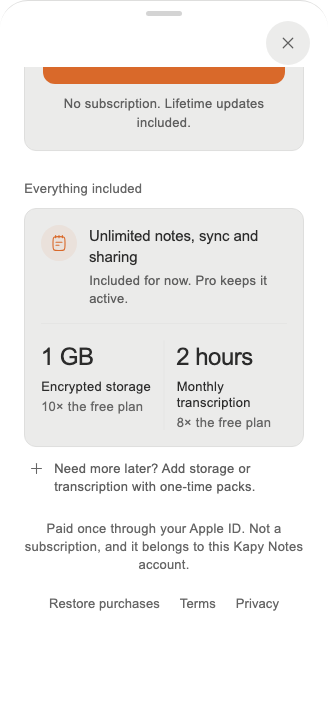 No subscription. Lifetime updates
included.
Everything included
Unlimited notes, sync and
sharing
Included for now. Pro keeps it
active.
1 GB
Encrypted storage
10× the free plan
2 hours
Monthly
transcription
8× the free plan
Need more later? Add storage or
transcription with one-time packs.
Paid once through your Apple ID. Not a
subscription, and it belongs to this Kapy Notes
account.
Restore purchases Terms Privacy